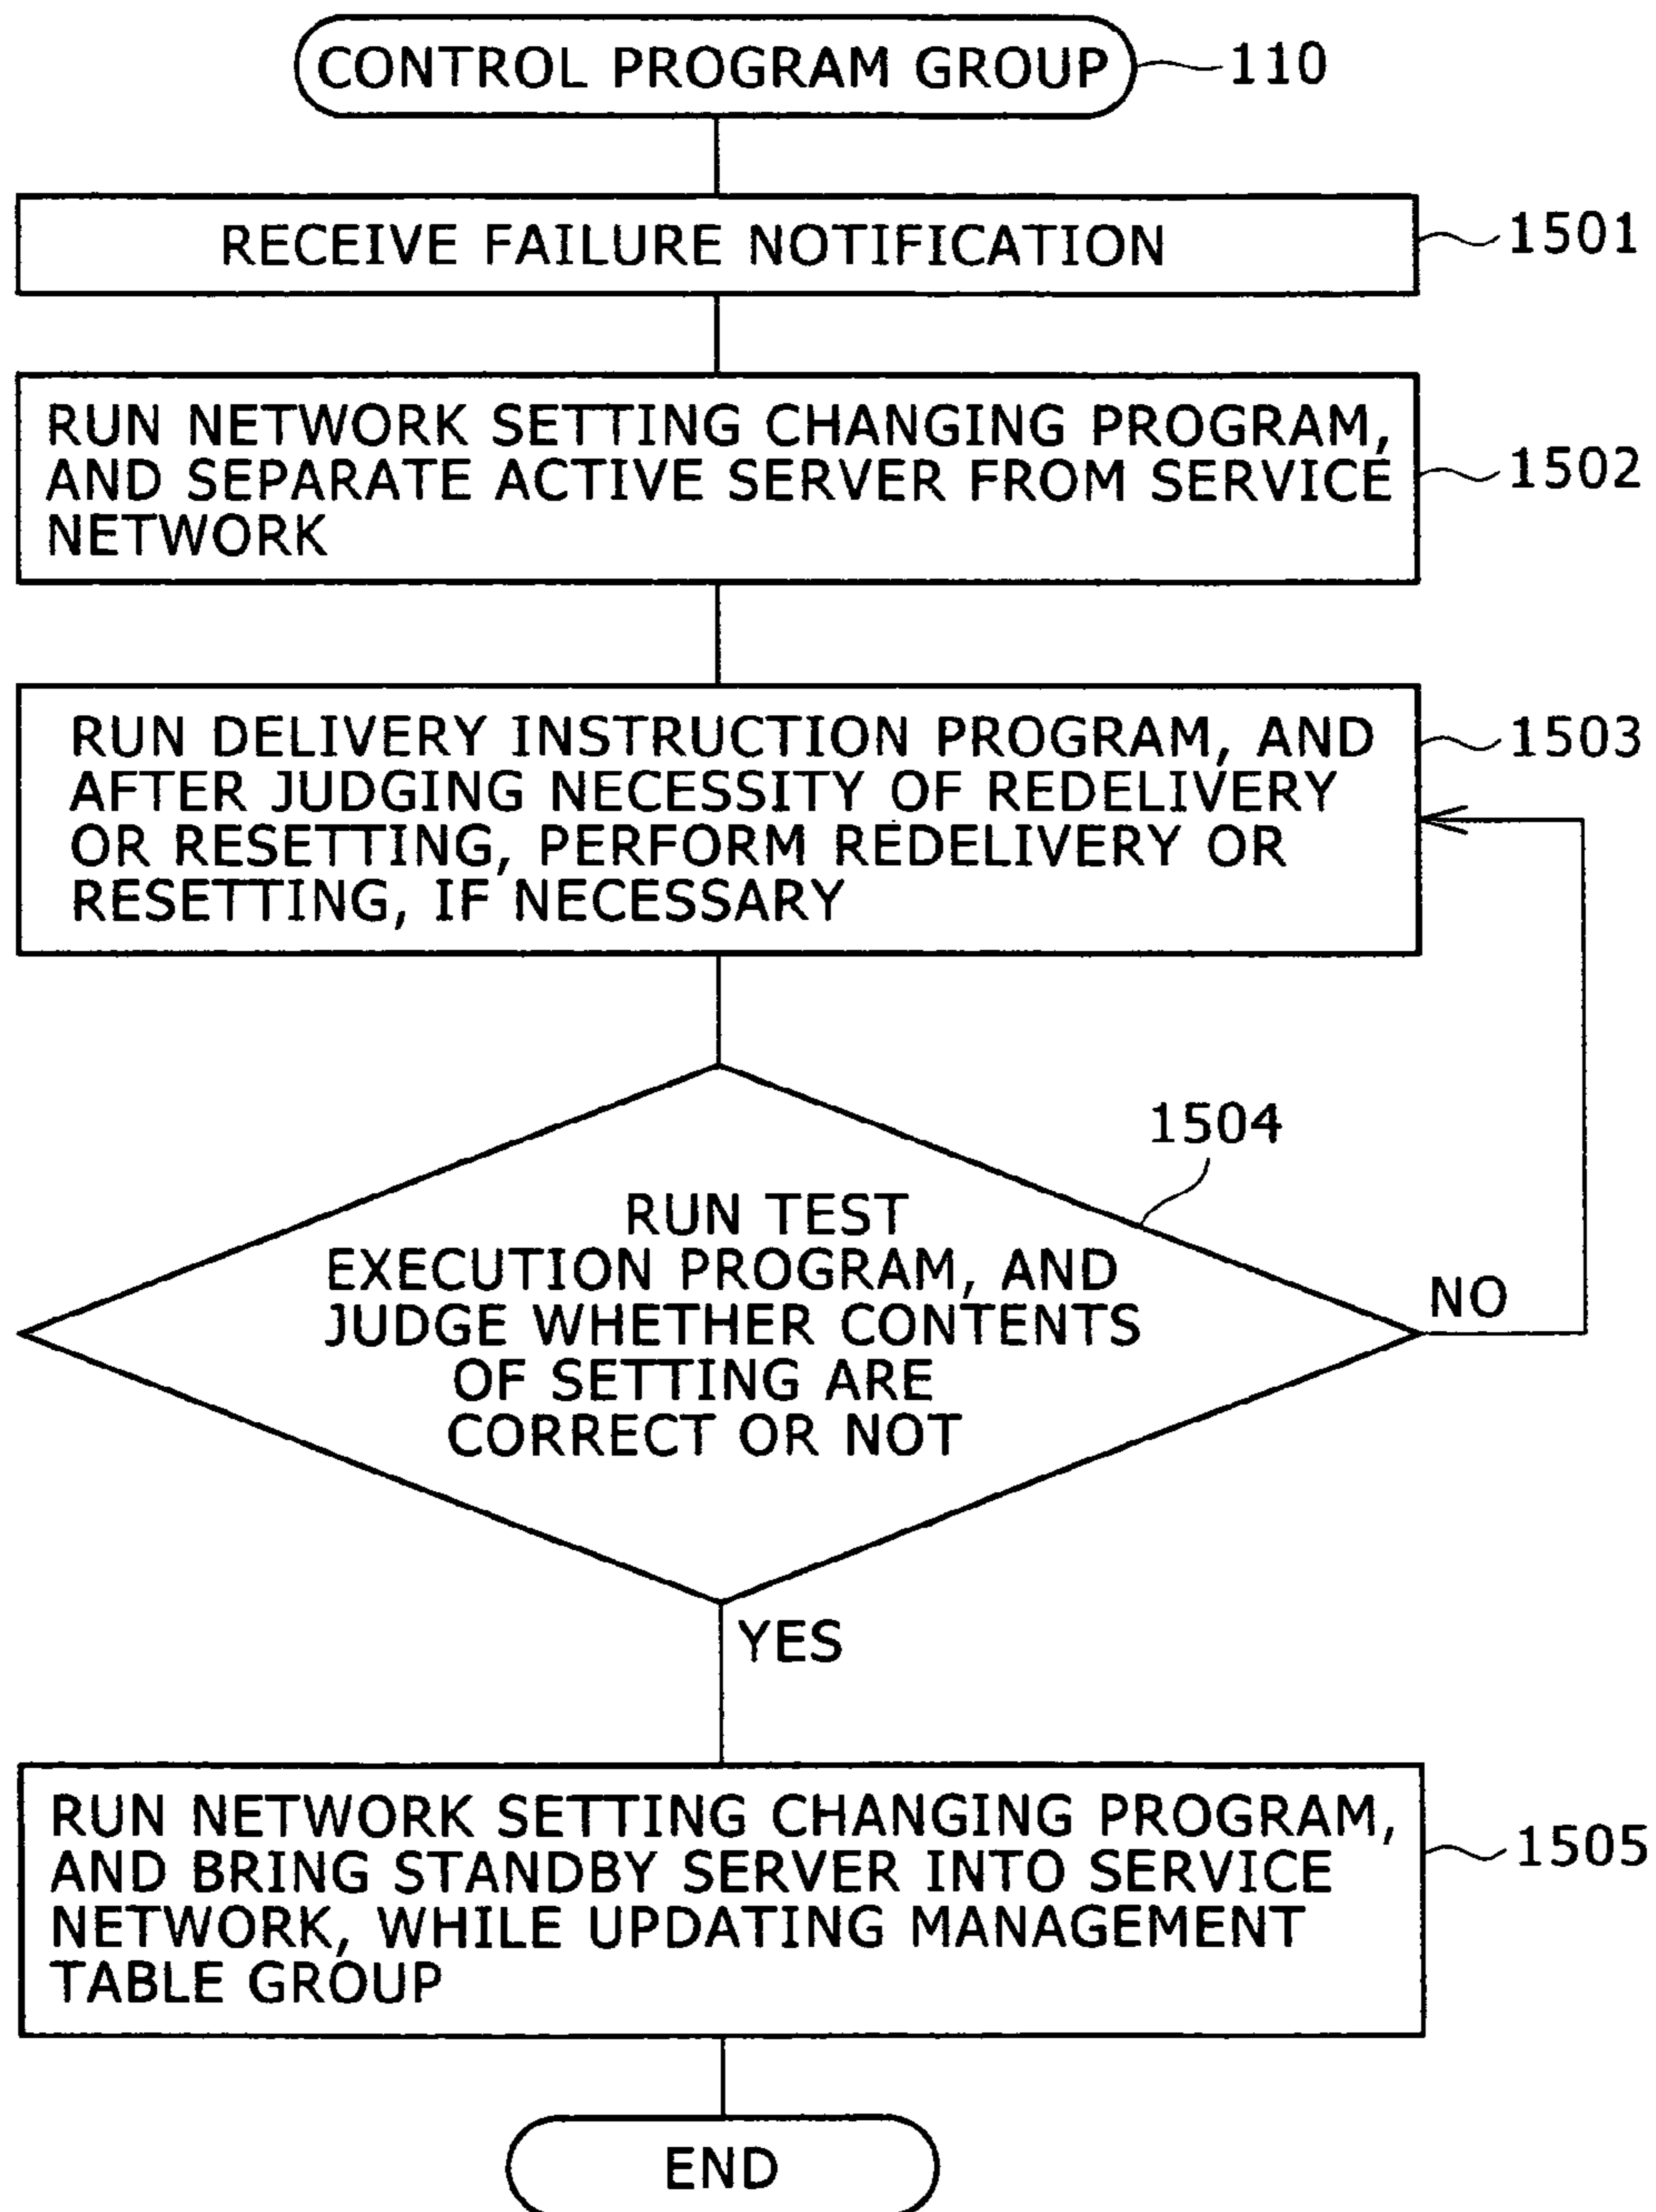 CONTROL PROGRAM GROUP
110
RECEIVE FAILURE NOTIFICATION
1501
RUN NETWORK SETTING CHANGING PROGRAM,
AND SEPARATE ACTIVE SERVER FROM SERVICE
NETWORK
1502
RUN DELIVERY INSTRUCTION PROGRAM, AND
AFTER JUDGING NECESSITY OF REDELIVERY
OR RESETTING, PERFORM REDELIVERY OR
RESETTING, IF NECESSARY
1503
1504
RUN TEST
EXECUTION PROGRAM, AND
JUDGE WHETHER CONTENTS
OF SETTING ARE
CORRECT OR NOT
NO
YES
RUN NETWORK SETTING CHANGING PROGRAM,
AND BRING STANDBY SERVER INTO SERVICE
NETWORK, WHILE UPDATING MANAGEMENT
TABLE GROUP
1505
END